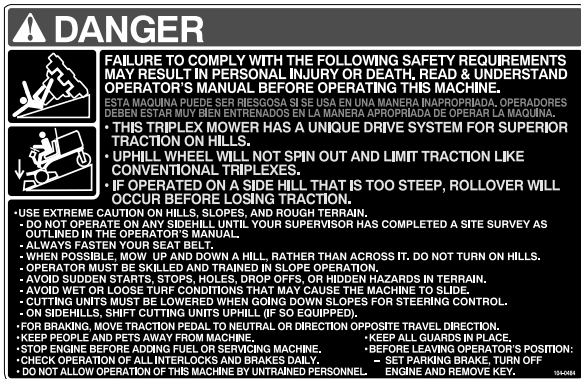 DANGER
FAILURE TO COMPLY WITH THE FOLLOWING SAFETY REQUIREMENTS
MAY RESULT IN PERSONAL INJURY OR DEATH. READ & UNDERSTAND
OPERATOR'S MANUAL BEFORE OPERATING THIS MACHINE.
ESTA MAQUINA PUEDE SER RIESGOSA SI SE USA EN UNA MANERA INAPROPRIADA. OPERADORES
DEBEN ESTAR MUY BIEN ENTRENADOS EN LA MANERA APROPRIADA DE OPERAR LA MAQUINA.
• THIS TRIPLEX MOWER HAS A UNIQUE DRIVE SYSTEM FOR SUPERIOR
TRACTION ON HILLS.
• UPHILL WHEEL WILL NOT SPIN OUT AND LIMIT TRACTION LIKE
CONVENTIONAL TRIPLEXES.
• IF OPERATED ON A SIDE HILL THAT IS TOO STEEP, ROLLOVER WILL
OCCUR BEFORE LOSING TRACTION.
•USE EXTREME CAUTION ON HILLS, SLOPES, AND ROUGH TERRAIN.
- DO NOT OPERATE ON ANY SIDEHILL UNTIL YOUR SUPERVISOR HAS COMPLETED A SITE SURVEY AS
OUTLINED IN THE OPERATOR'S MANUAL.
- ALWAYS FASTEN YOUR SEAT BELT.
- WHEN POSSIBLE, MOW UP AND DOWN A HILL, RATHER THAN ACROSS IT. DO NOT TURN ON HILLS.
- OPERATOR MUST BE SKILLED AND TRAINED IN SLOPE OPERATION.
- AVOID SUDDEN STARTS, STOPS, HOLES, DROP OFFS, OR HIDDEN HAZARDS IN TERRAIN.
- AVOID WET OR LOOSE TURF CONDITIONS THAT MAY CAUSE THE MACHINE TO SLIDE.
- CUTTING UNITS MUST BE LOWERED WHEN GOING DOWN SLOPES FOR STEERING CONTROL.
- ON SIDEHILLS, SHIFT CUTTING UNITS UPHILL (IF SO EQUIPPED).
•FOR BRAKING, MOVE TRACTION PEDAL TO NEUTRAL OR DIRECTION OPPOSITE TRAVEL DIRECTION.
•KEEP PEOPLE AND PETS AWAY FROM MACHINE.
•STOP ENGINE BEFORE ADDING FUEL OR SERVICING MACHINE.
•CHECK OPERATION OF ALL INTERLOCKS AND BRAKES DAILY.
• DO NOT ALLOW OPERATION OF THIS MACHINE BY UNTRAINED PERSONNEL.
•KEEP ALL GUARDS IN PLACE.
•BEFORE LEAVING OPERATOR'S POSITION:
— SET PARKING BRAKE, TURN OFF
ENGINE AND REMOVE KEY.
104-0484